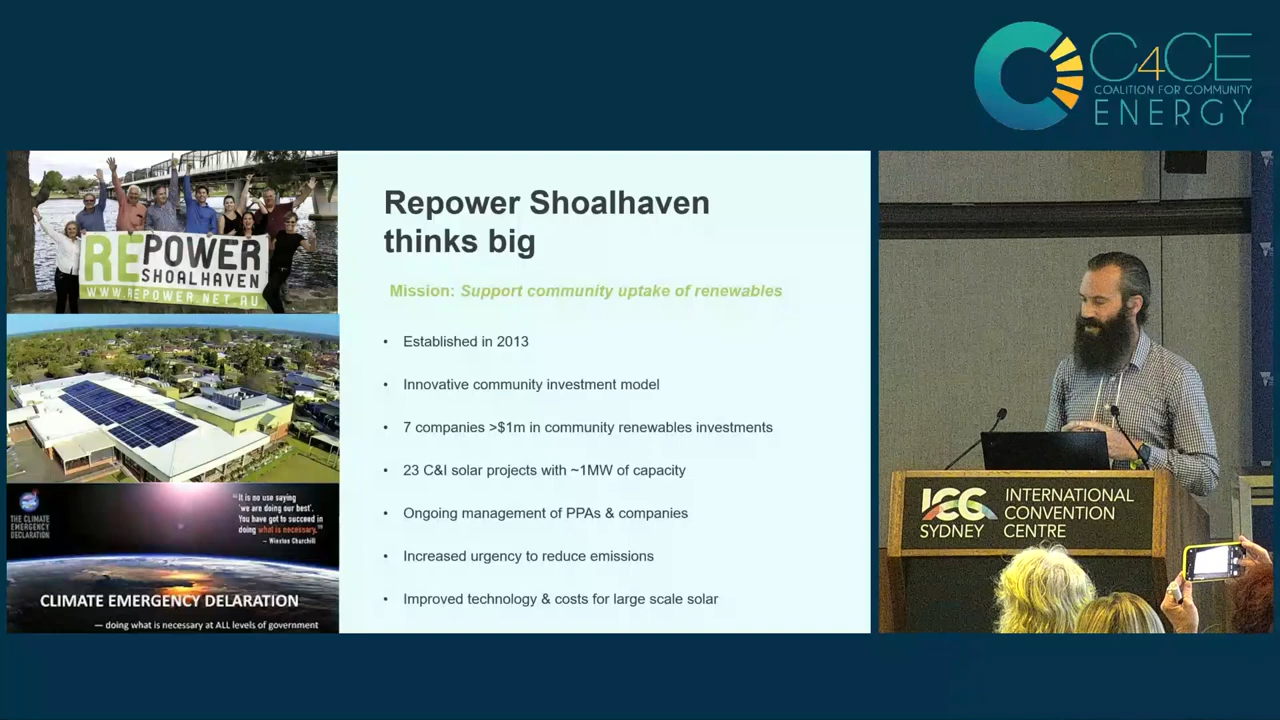 C4CE
COALITION FOR COMMUNITY
ENERGY
REPOWER
SHOALHAVEN
WWW.REPOWER.NET.AU
THE CLIMATE
EMERGENCY
DECLARATION
"It is no use saying
'we are doing our best'.
You have got to succeed in
doing what is necessary."
– Winston Churchill
CLIMATE EMERGENCY DELARATION
— doing what is necessary at ALL levels of government
Repower Shoalhaven
thinks big
Mission: Support community uptake of renewables
• Established in 2013
• Innovative community investment model
• 7 companies >$1m in community renewables investments
• 23 C&I solar projects with ~1MW of capacity
• Ongoing management of PPAs & companies
• Increased urgency to reduce emissions
• Improved technology & costs for large scale solar
ICC
SYDNEY
INTERNATIONAL
CONVENTION
CENTRE